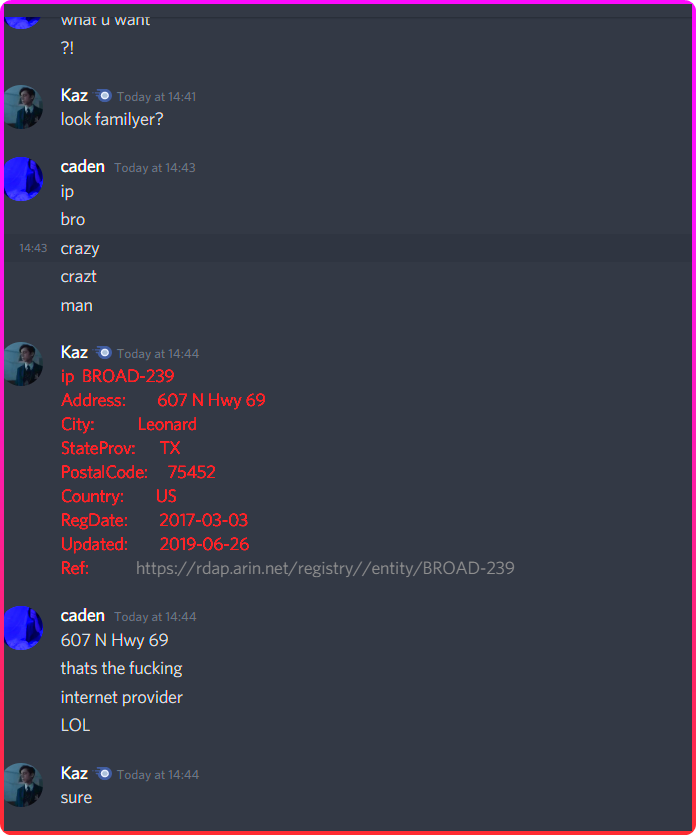 what u want
?!
Kaz Today at 14:41
look familyer?
caden Today at 14:43
ip
bro
14:43 crazy
crazt
man
Kaz Today at 14:44
ip BROAD-239
Address: 607 N Hwy 69
City: Leonard
StateProv: TX
PostalCode: 75452
Country: US
RegDate: 2017-03-03
Updated: 2019-06-26
Ref: https://rdap.arin.net/registry//entity/BROAD-239
caden Today at 14:44
607 N Hwy 69
thats the fucking
internet provider
LOL
Kaz Today at 14:44
sure